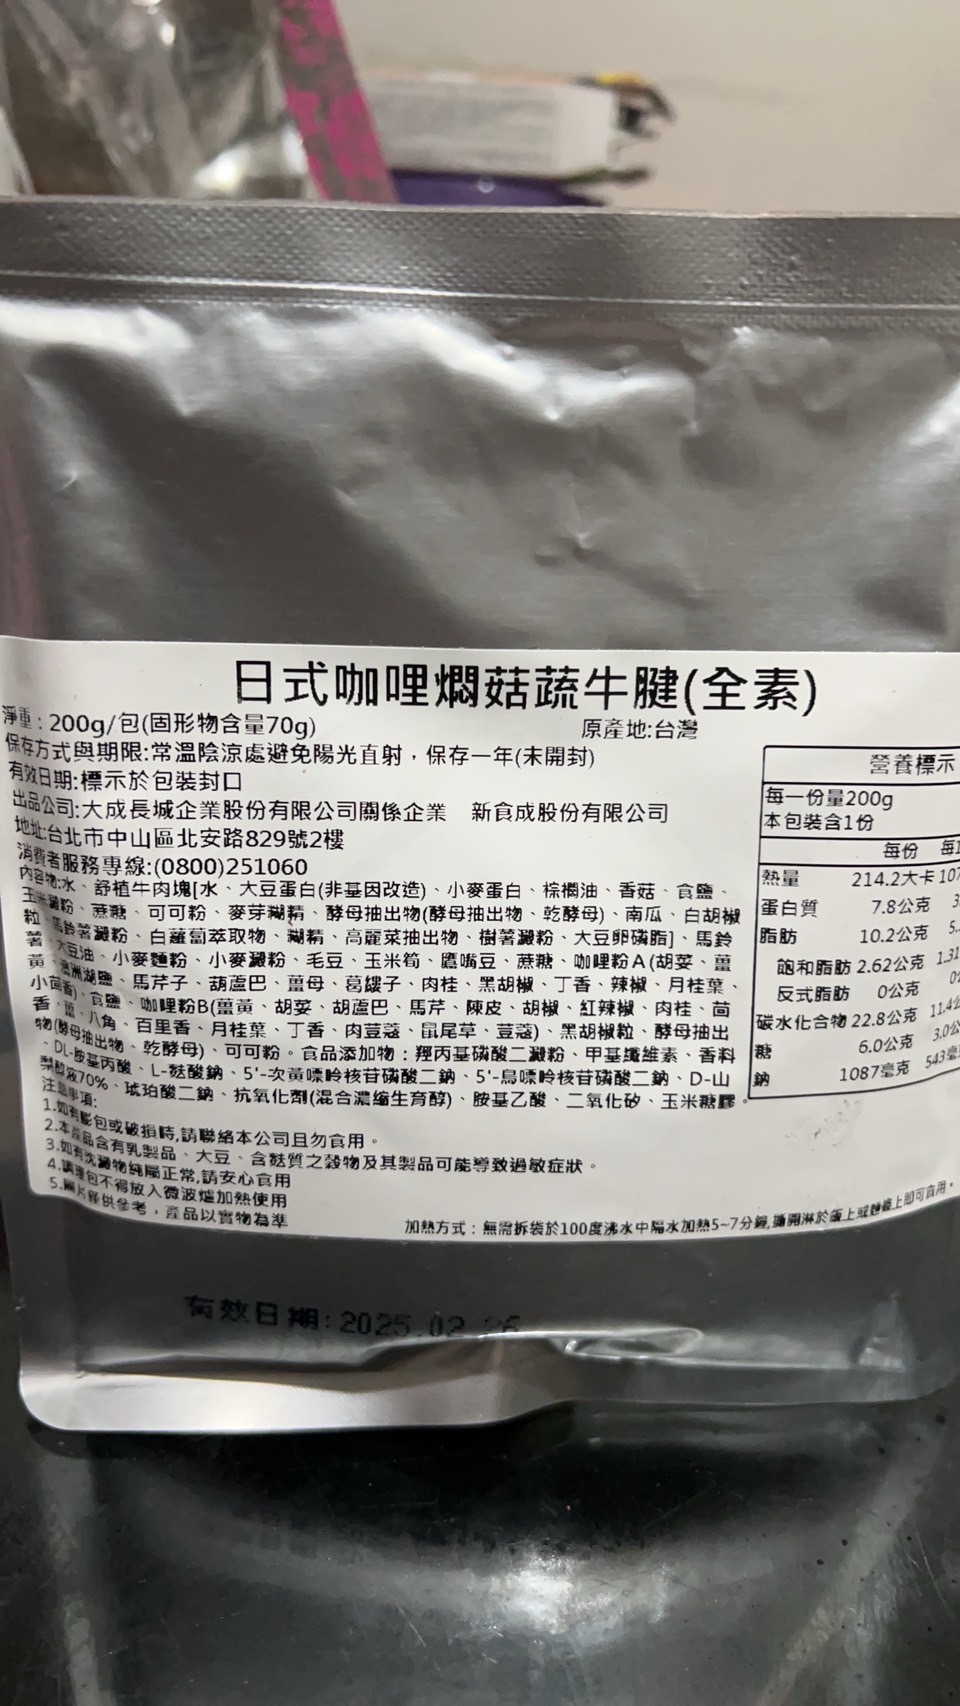 日式咖哩燜菇蔬牛腱(全素)
淨重:200g/包(固形物含量70g)
原產地:台灣
保存方式與期限:常溫陰涼處避免陽光直射,保存一年(未開封)
有效日期:標示於包裝封口
出品公司:大成長城企業股份有限公司關係企業 新食成股份有限公司
地址:台北市中山區北安路829號2樓
消費者服務專線:(0800)251060
內容物:水、舒植牛肉塊[水、大豆蛋白(非基因改造)、小麥蛋白、棕櫚油、香菇、食鹽、
玉米澱粉、蔗糖、可可粉、麥芽糊精、酵母抽出物(酵母抽出物、乾酵母)、南瓜、白胡椒
粒、馬鈴薯澱粉、白蘿蔔萃取物、糊精、高麗菜抽出物、樹薯澱粉、大豆卵磷脂]、馬鈴
薯、大豆油、小麥麵粉、小麥澱粉、毛豆、玉米筍、鷹嘴豆、蔗糖、咖哩粉A(胡荽、薑
黃、澳洲湖鹽、馬芹子、葫蘆巴、薑母、葛縷子、肉桂、黑胡椒、丁香、辣椒、月桂葉、
小茴香)、食鹽、咖哩粉B(薑黃、胡荽、胡蘆巴、馬芹、陳皮、胡椒、紅辣椒、肉桂、茴
香、薑、八角、百里香、月桂葉、丁香、肉荳蔻、鼠尾草、荳蔻)、黑胡椒粒、酵母抽出
物(酵母抽出物、乾酵母)、可可粉。食品添加物:羥丙基磷酸二澱粉、甲基纖維素、香料
、DL-胺基丙酸、L-麩酸鈉、5'-次黃嘌呤核苷磷酸二鈉、5'-鳥嘌呤核苷磷酸二鈉、D-山
梨醇液70%、琥珀酸二鈉、抗氧化劑(混合濃縮生育醇)、胺基乙酸、二氧化矽、玉米糖膠。
注意事項:
1.如有膨包或破損時,請聯絡本公司且勿食用。
2.本產品含有乳製品、大豆、含麩質之穀物及其製品可能導致過敏症狀。
3.如有沈澱物純屬正常,請安心食用
4.調理包不得放入微波爐加熱使用
5.圖片僅供參考,產品以實物為準
加熱方式:無需拆袋於100度沸水中隔水加熱5~7分鐘,撕開淋於飯上或麵條上即可食用。
營養標示
每一份量200g
本包裝含1份
每份 每1
熱量 214.2大卡 107
蛋白質 7.8公克 3.
脂肪 10.2公克 5.
飽和脂肪 2.62公克 1.31
反式脂肪 0公克 0
碳水化合物 22.8公克 11.4公
糖 6.0公克 3.0公
鈉 1087毫克 543毫
有效日期:2025.02